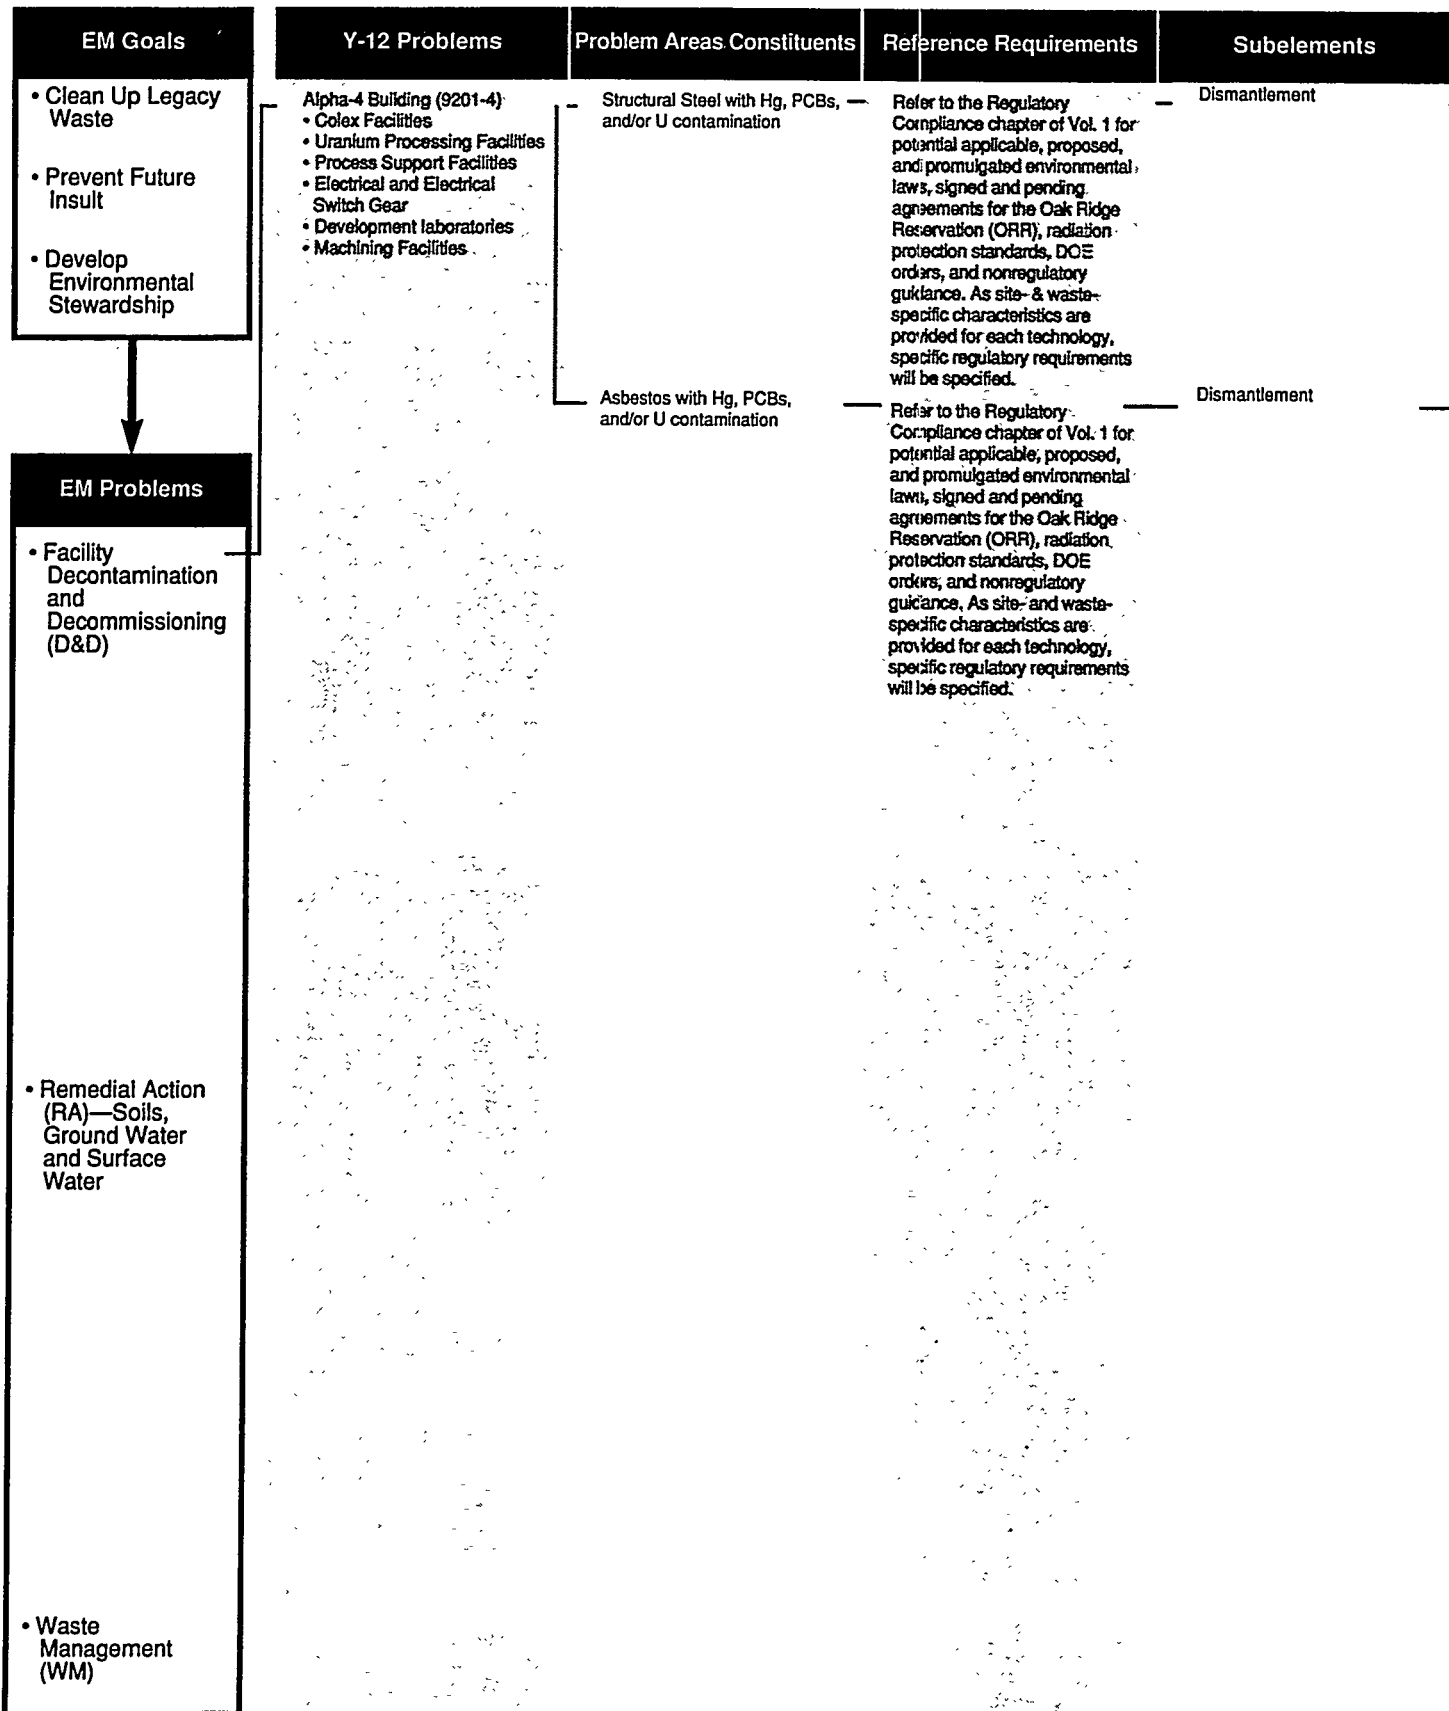 EM Goals
• Clean Up Legacy
Waste
• Prevent Future
Insult
• Develop
Environmental
Stewardship
EM Problems
• Facility
Decontamination
and
Decommissioning
(D&D)
• Remedial Action
(RA)—Soils,
Ground Water
and Surface
Water
• Waste
Management
(WM)
Y-12 Problems
Alpha-4 Building (9201-4)
• Colex Facilities
• Uranium Processing Facilities
• Process Support Facilities
• Electrical and Electrical
Switch Gear
• Development laboratories
• Machining Facilities
Problem Areas Constituents
Structural Steel with Hg, PCBs,
and/or U contamination
Asbestos with Hg, PCBs,
and/or U contamination
Reference Requirements
Refer to the Regulatory
Compliance chapter of Vol. 1 for
potential applicable, proposed,
and promulgated environmental
laws, signed and pending
agreements for the Oak Ridge
Reservation (ORR), radiation
protection standards, DOE
orders, and nonregulatory
guidance. As site- & waste-
specific characteristics are
provided for each technology,
specific regulatory requirements
will be specified.
Refer to the Regulatory
Compliance chapter of Vol. 1 for
potential applicable, proposed,
and promulgated environmental
laws, signed and pending
agreements for the Oak Ridge
Reservation (ORR), radiation
protection standards, DOE
orders, and nonregulatory
guidance. As site- and waste-
specific characteristics are
provided for each technology,
specific regulatory requirements
will be specified.
Subelements
Dismantlement
Dismantlement